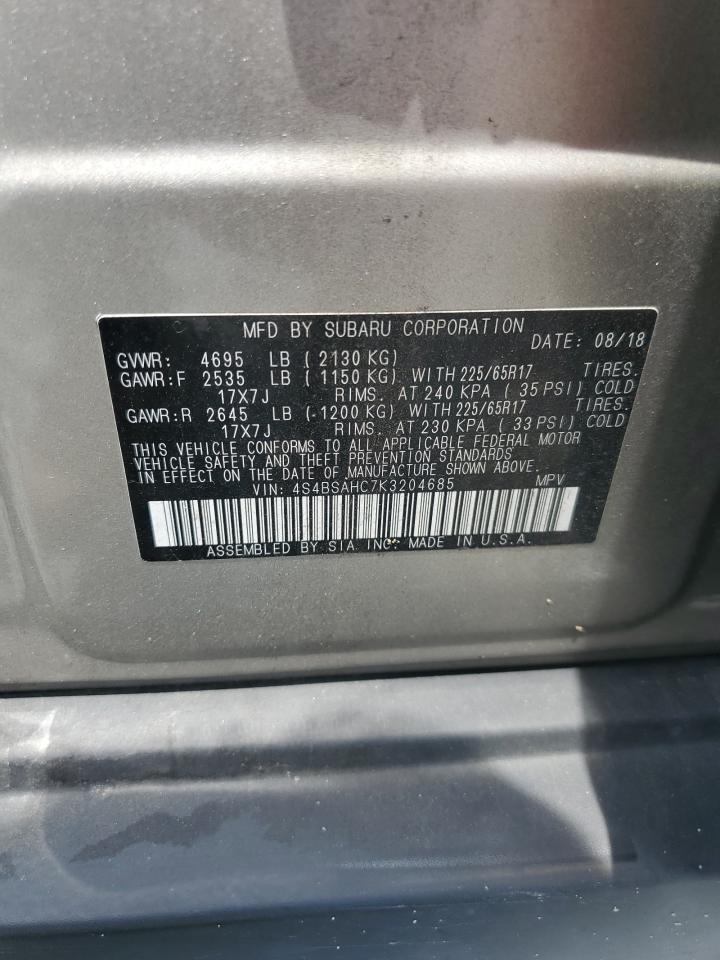 MFD BY SUBARU CORPORATION DATE: 08/18
GVWR: 4695 LB ( 2130 KG)
GAWR:F 2535 LB ( 1150 KG) WITH 225/65R17 TIRES.
17X7J RIMS. AT 240 KPA ( 35 PSI) COLD
GAWR:R 2645 LB ( 1200 KG) WITH 225/65R17 TIRES.
17X7J RIMS. AT 230 KPA ( 33 PSI) COLD
THIS VEHICLE CONFORMS TO ALL APPLICABLE FEDERAL MOTOR
VEHICLE SAFETY AND THEFT PREVENTION STANDARDS
IN EFFECT ON THE DATE OF MANUFACTURE SHOWN ABOVE.
VIN: 4S4BSAHC7K3204685 MPV
ASSEMBLED BY SIA INC. MADE IN U.S.A.